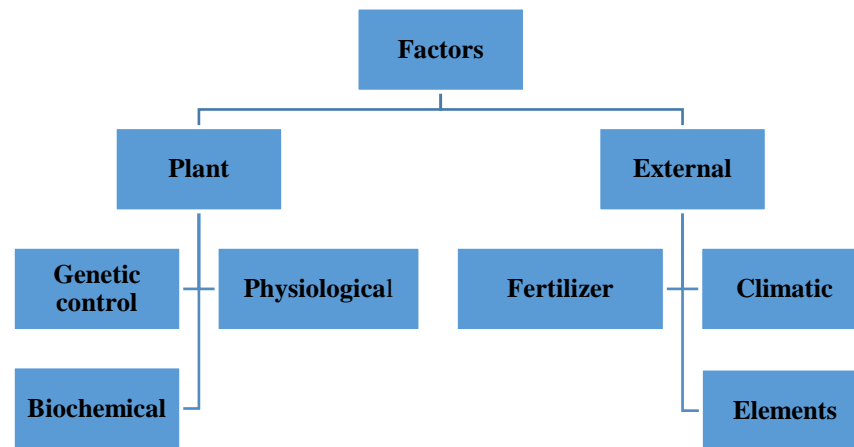 Factors
Plant
External
Genetic
control
Physiological
Fertilizer
Climatic
Biochemical
Elements